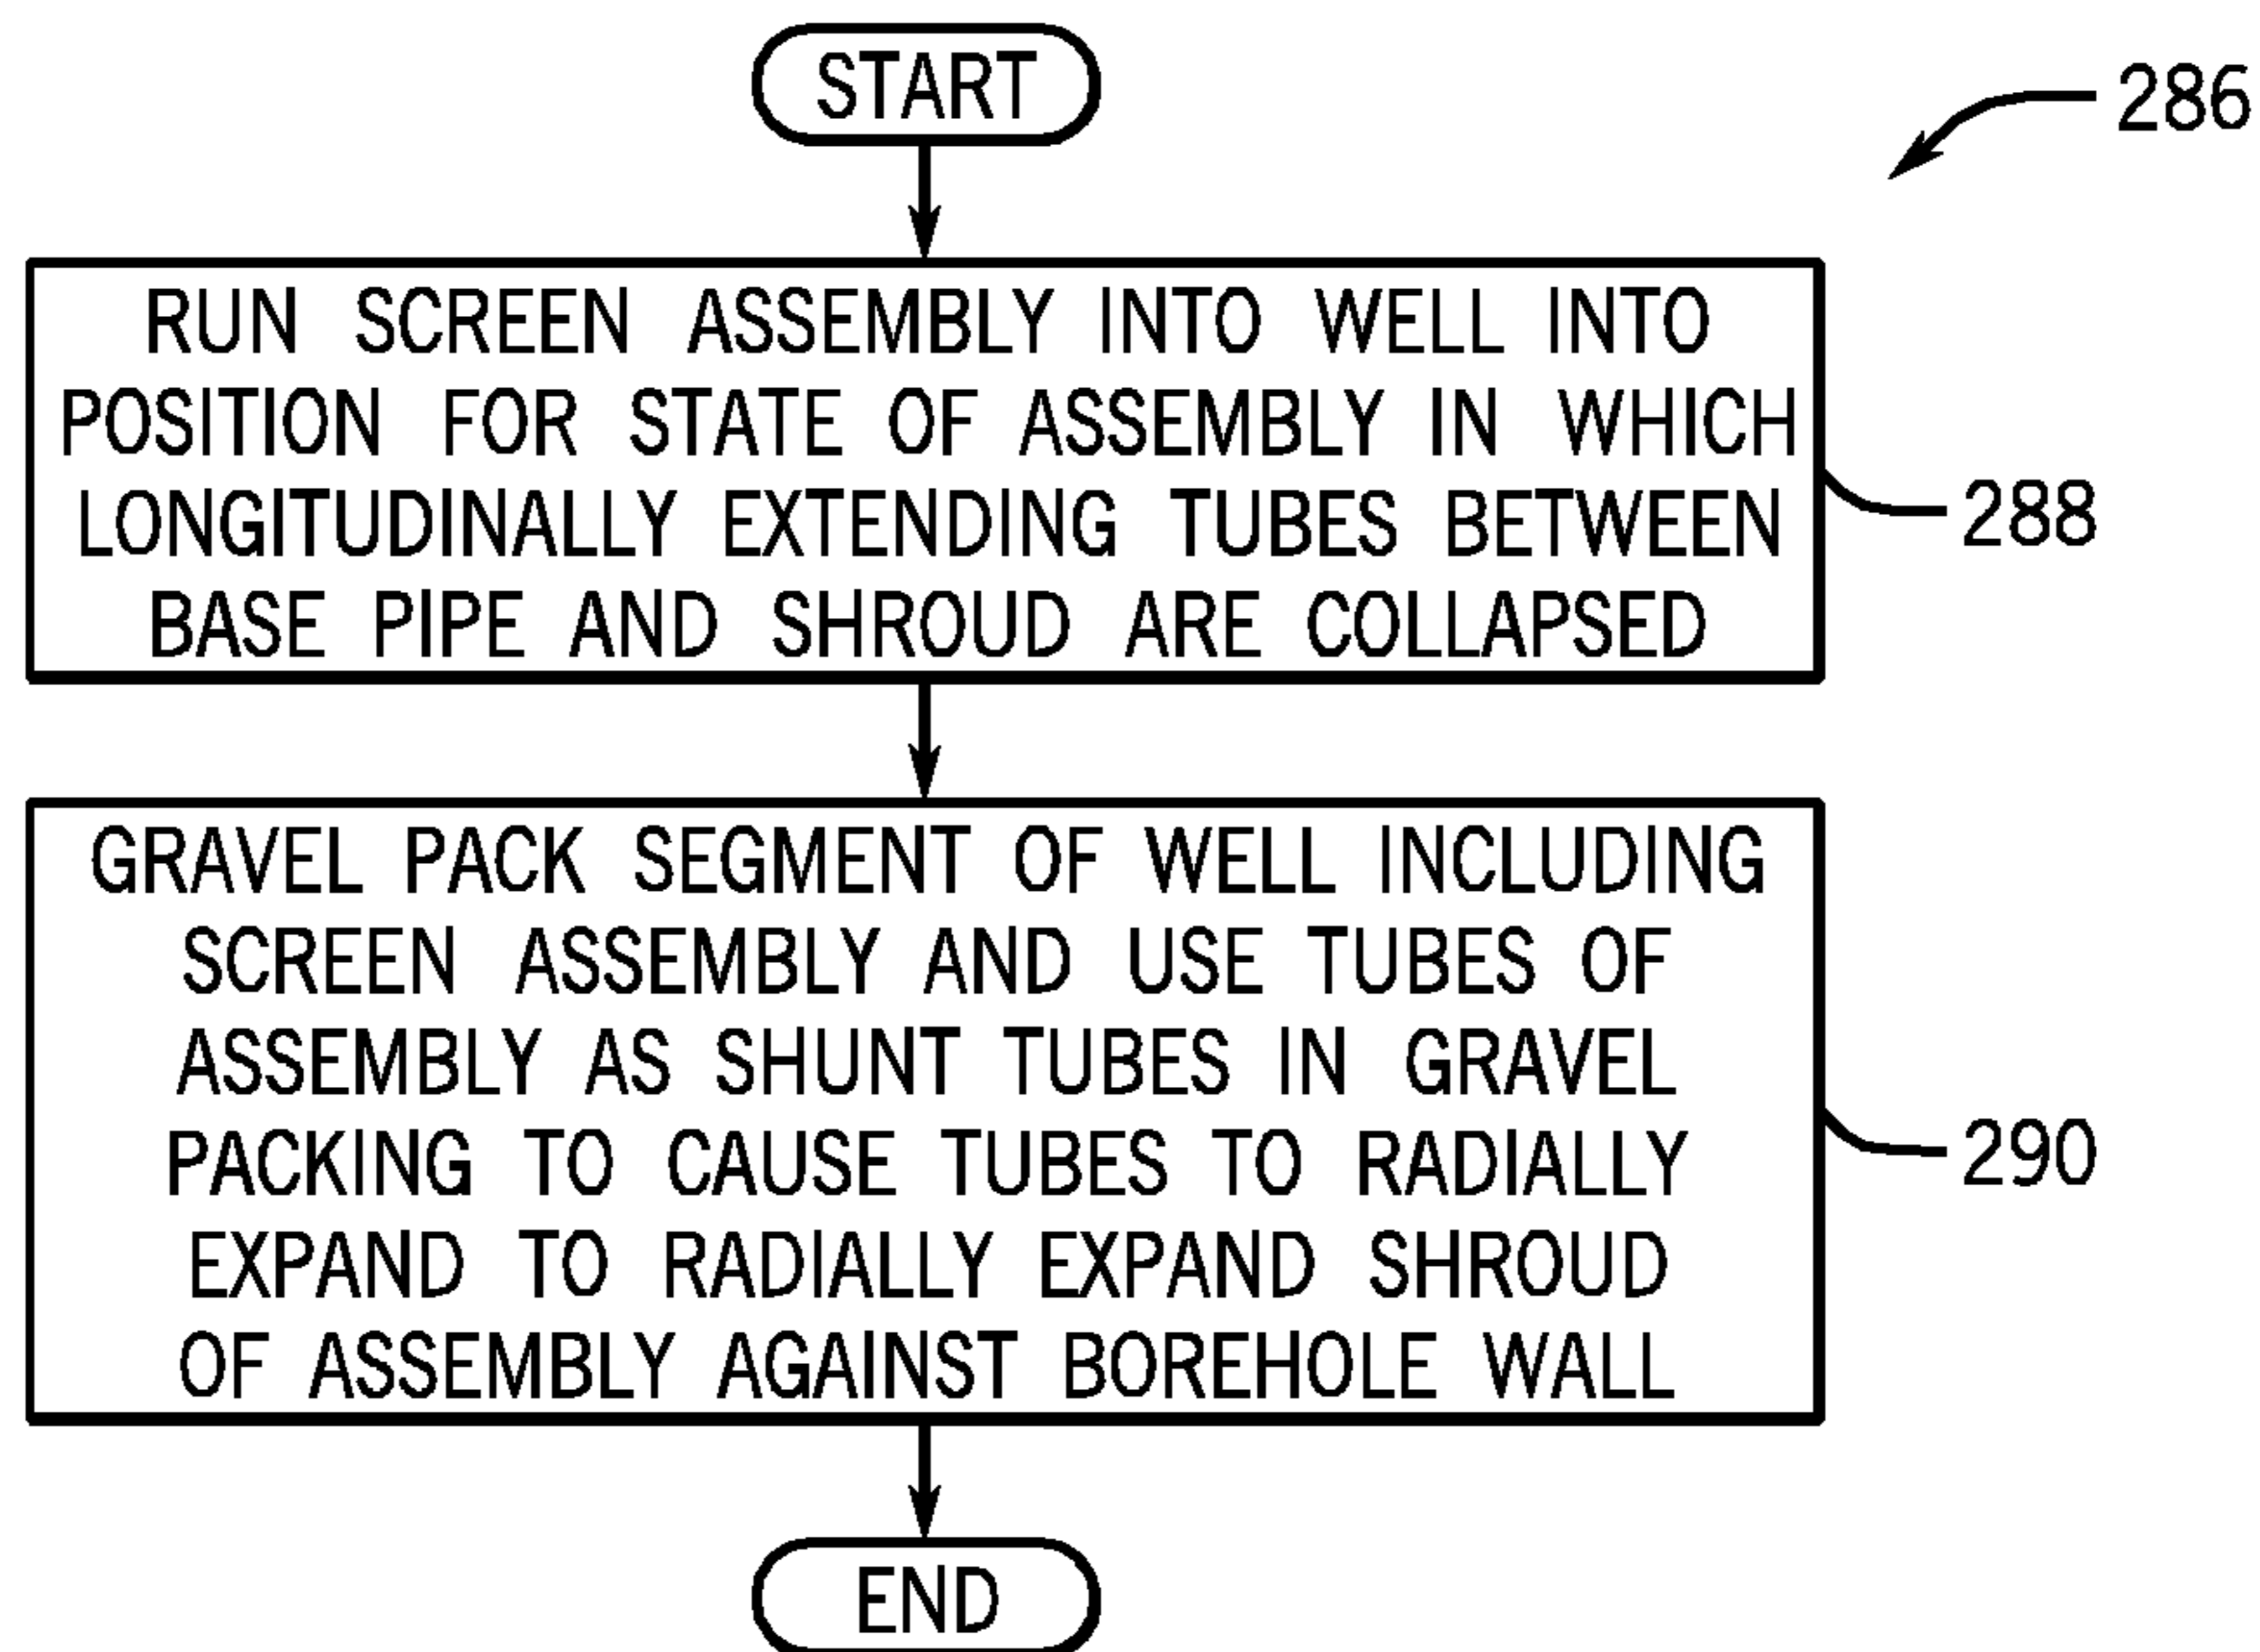 START
286
RUN SCREEN ASSEMBLY INTO WELL INTO
POSITION FOR STATE OF ASSEMBLY IN WHICH
LONGITUDINALLY EXTENDING TUBES BETWEEN
BASE PIPE AND SHROUD ARE COLLAPSED
288
GRAVEL PACK SEGMENT OF WELL INCLUDING
SCREEN ASSEMBLY AND USE TUBES OF
ASSEMBLY AS SHUNT TUBES IN GRAVEL
PACKING TO CAUSE TUBES TO RADIALLY
EXPAND TO RADIALLY EXPAND SHROUD
OF ASSEMBLY AGAINST BOREHOLE WALL
290
END